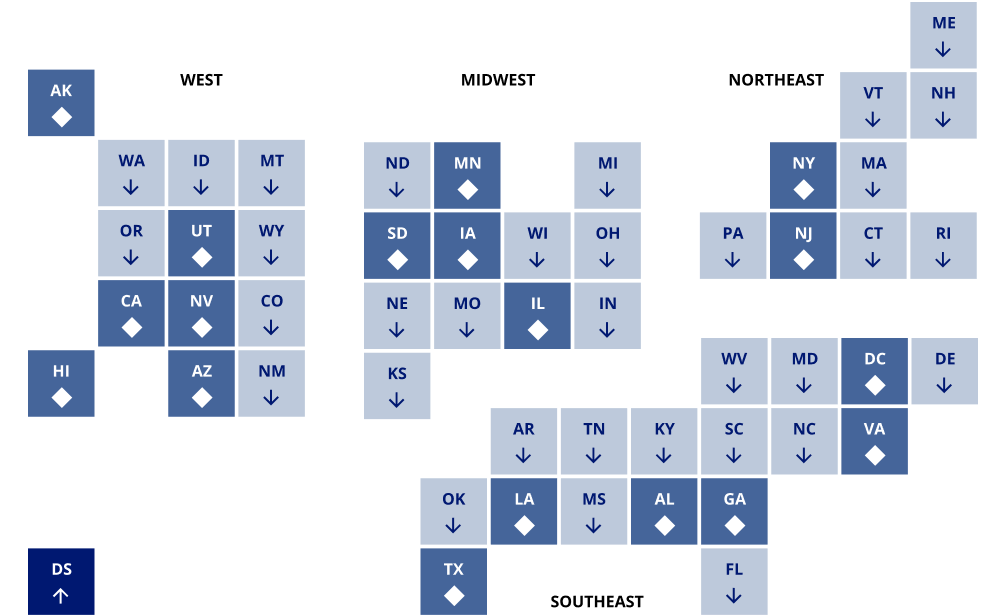 ME
WEST MIDWEST NORTHEAST
AK VT NH
WA ID MT ND MN MI NY MA
OR UT WY SD IA WI OH PA NJ CT RI
CA NV CO NE MO IL IN
HI AZ NM KS WV MD DC DE
AR TN KY SC NC VA
OK LA MS AL GA
DS TX FL
SOUTHEAST